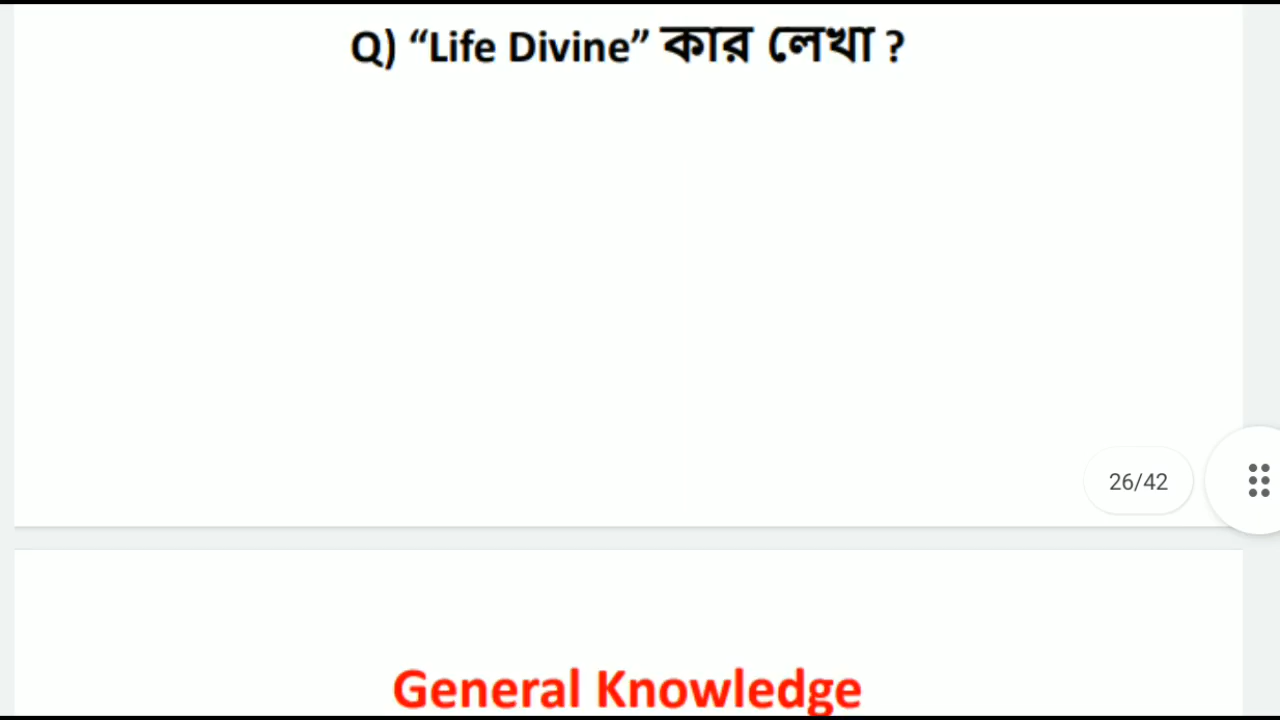 Q) “Life Divine” কার লেখা ?
26/42
General Knowledge